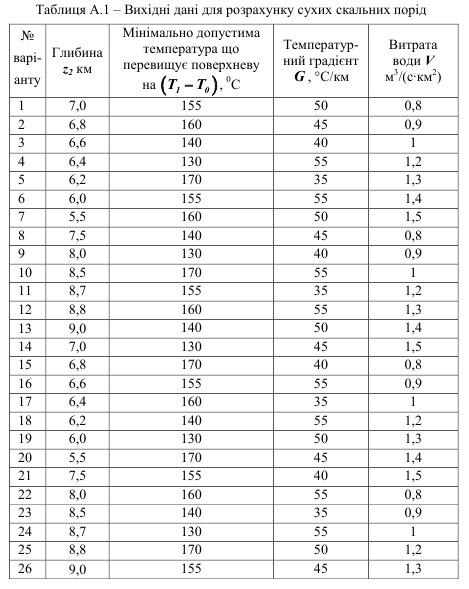 Таблиця А.1 – Вихідні дані для розрахунку сухих скальних порід
№ варі-анту | Глибина z₂ км | Мінімально допустима температура що перевищує поверхневу на (T₁ – T₀), ⁰С | Температур-ний градієнт G , °С/км | Витрата води V м³/(с·км²)
1 7,0 155 50 0,8
2 6,8 160 45 0,9
3 6,6 140 40 1
4 6,4 130 55 1,2
5 6,2 170 35 1,3
6 6,0 155 55 1,4
7 5,5 160 50 1,5
8 7,5 140 45 0,8
9 8,0 130 40 0,9
10 8,5 170 55 1
11 8,7 155 35 1,2
12 8,8 160 55 1,3
13 9,0 140 50 1,4
14 7,0 130 45 1,5
15 6,8 170 40 0,8
16 6,6 155 55 0,9
17 6,4 160 35 1
18 6,2 140 55 1,2
19 6,0 130 50 1,3
20 5,5 170 45 1,4
21 7,5 155 40 1,5
22 8,0 160 55 0,8
23 8,5 140 35 0,9
24 8,7 130 55 1
25 8,8 170 50 1,2
26 9,0 155 45 1,3